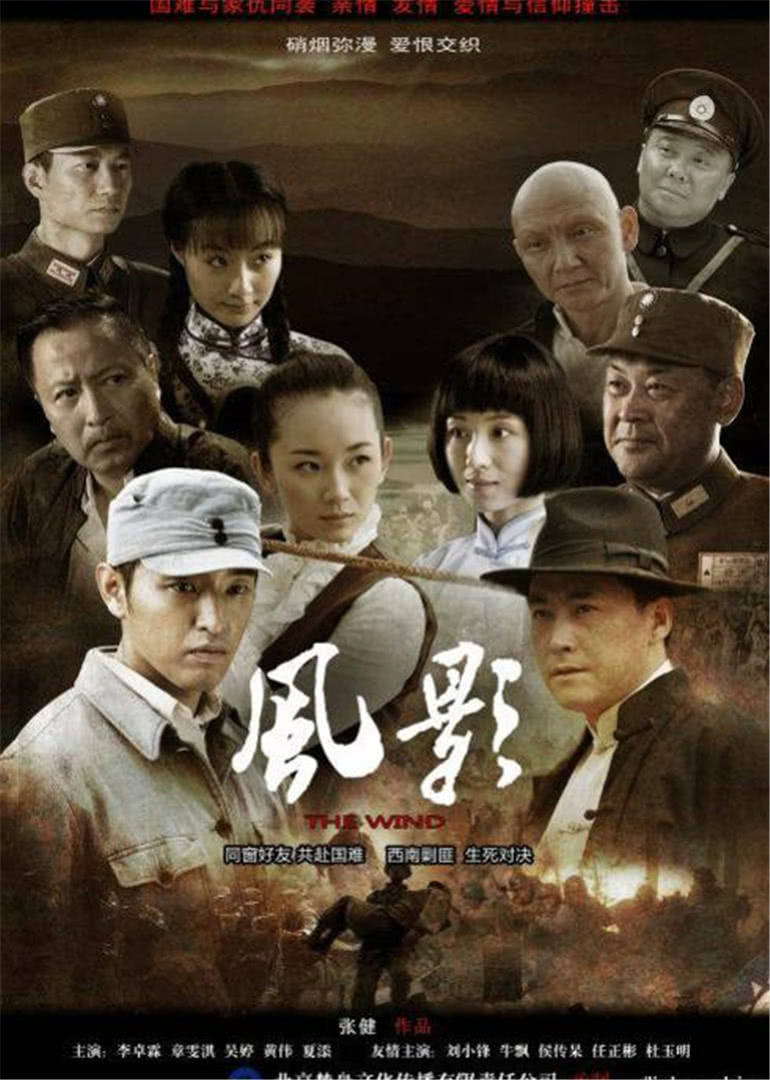 国难与家仇同袭 亲情 友情 爱情与信仰撞击
硝烟弥漫 爱恨交织
風影
THE WIND
同窗好友 共赴国难 西南剿匪 生死对决
张健 作品
主演：李卓霖 章雯淇 吴婷 黄伟 夏添 友情主演：刘小锋 牛飘 侯传杲 任正彬 杜玉明